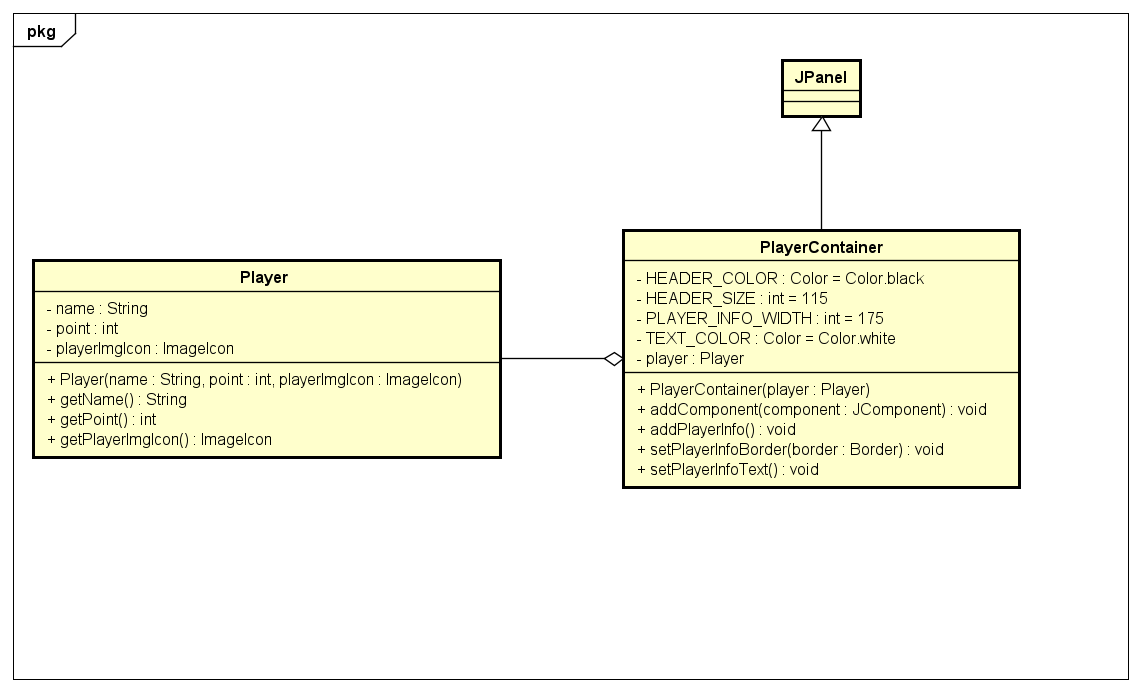 pkg
JPanel
Player
- name : String
- point : int
- playerImgIcon : ImageIcon
+ Player(name : String, point : int, playerImgIcon : ImageIcon)
+ getName() : String
+ getPoint() : int
+ getPlayerImgIcon() : ImageIcon
PlayerContainer
- HEADER_COLOR : Color = Color.black
- HEADER_SIZE : int = 115
- PLAYER_INFO_WIDTH : int = 175
- TEXT_COLOR : Color = Color.white
- player : Player
+ PlayerContainer(player : Player)
+ addComponent(component : JComponent) : void
+ addPlayerInfo() : void
+ setPlayerInfoBorder(border : Border) : void
+ setPlayerInfoText() : void